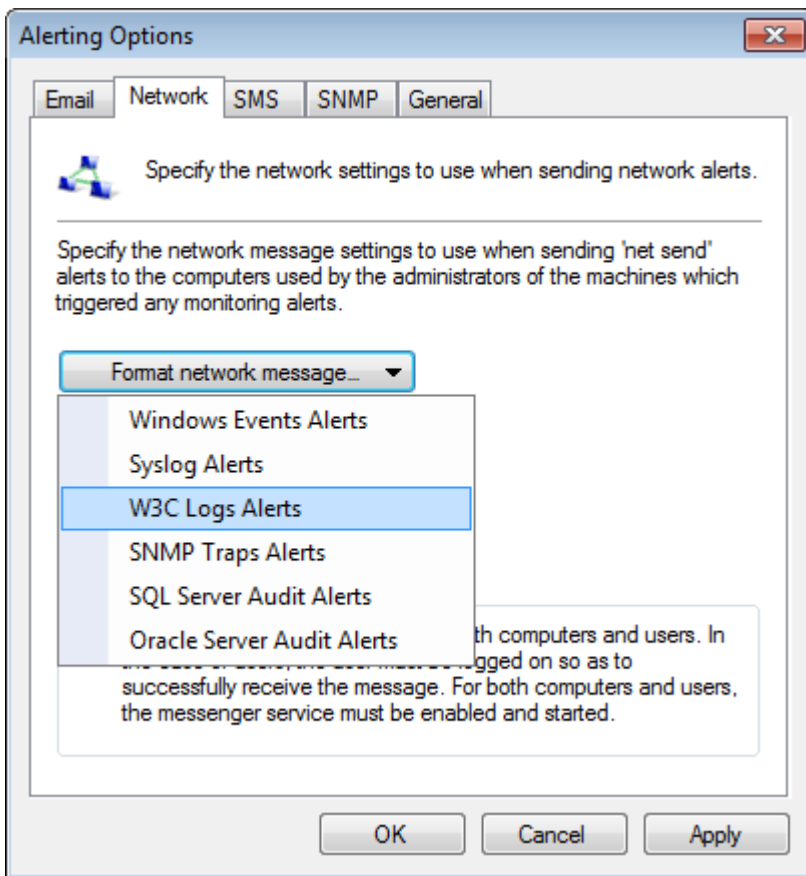 Alerting Options
Email Network SMS SNMP General
Specify the network settings to use when sending network alerts.
Specify the network message settings to use when sending 'net send'
alerts to the computers used by the administrators of the machines which
triggered any monitoring alerts.
Format network message...
Windows Events Alerts
Syslog Alerts
W3C Logs Alerts
SNMP Traps Alerts
SQL Server Audit Alerts
Oracle Server Audit Alerts
computers and users. In
logged on so as to
successfully receive the message. For both computers and users,
the messenger service must be enabled and started.
OK Cancel Apply